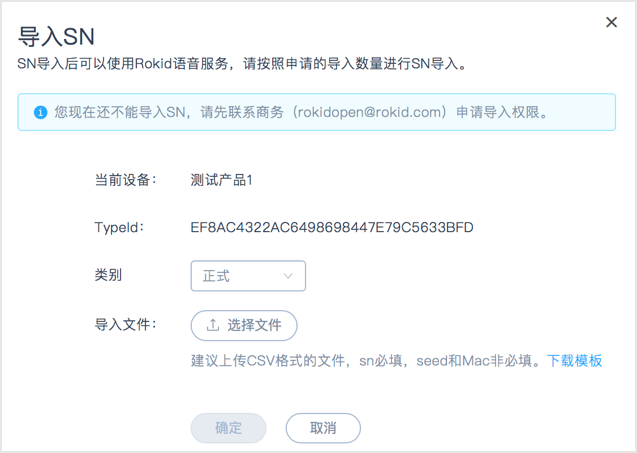 导入SN
SN导入后可以使用Rokid语音服务，请按照申请的导入数量进行SN导入。
您现在还不能导入SN，请先联系商务（rokidopen@rokid.com）申请导入权限。
当前设备： 测试产品1
TypeId： EF8AC4322AC6498698447E79C5633BFD
类别 正式
导入文件： 选择文件
建议上传CSV格式的文件，sn必填，seed和Mac非必填。下载模板
确定 取消